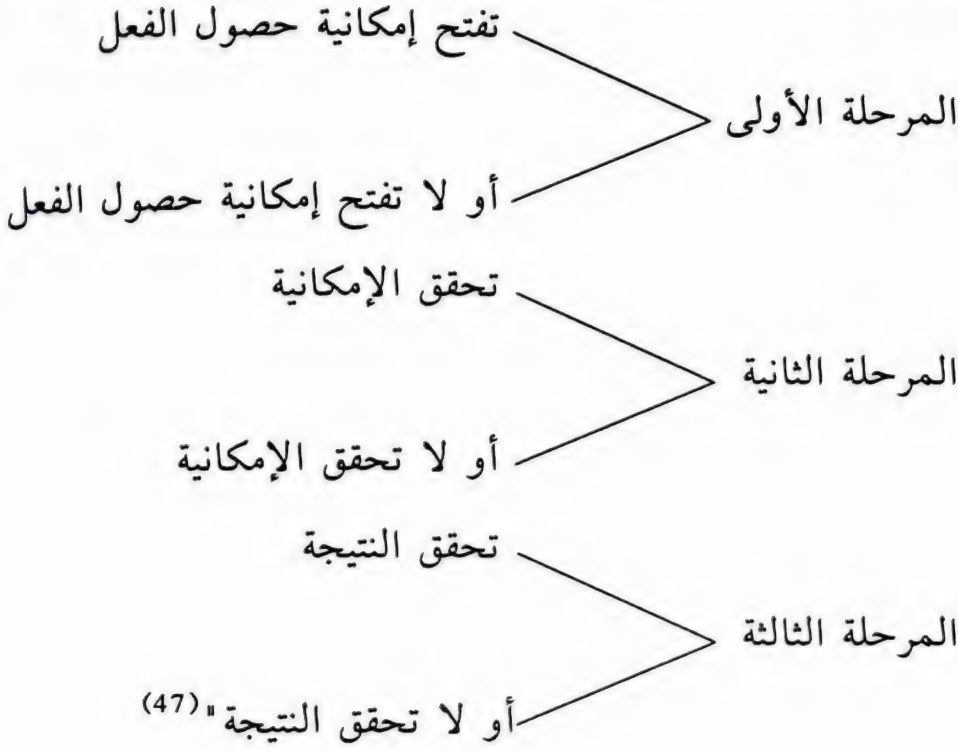 تفتح إمكانية حصول الفعل
المرحلة الأولى
أو لا تفتح إمكانية حصول الفعل
تحقق الإمكانية
المرحلة الثانية
أو لا تحقق الإمكانية
تحقق النتيجة
المرحلة الثالثة
أو لا تحقق النتيجة" (47)